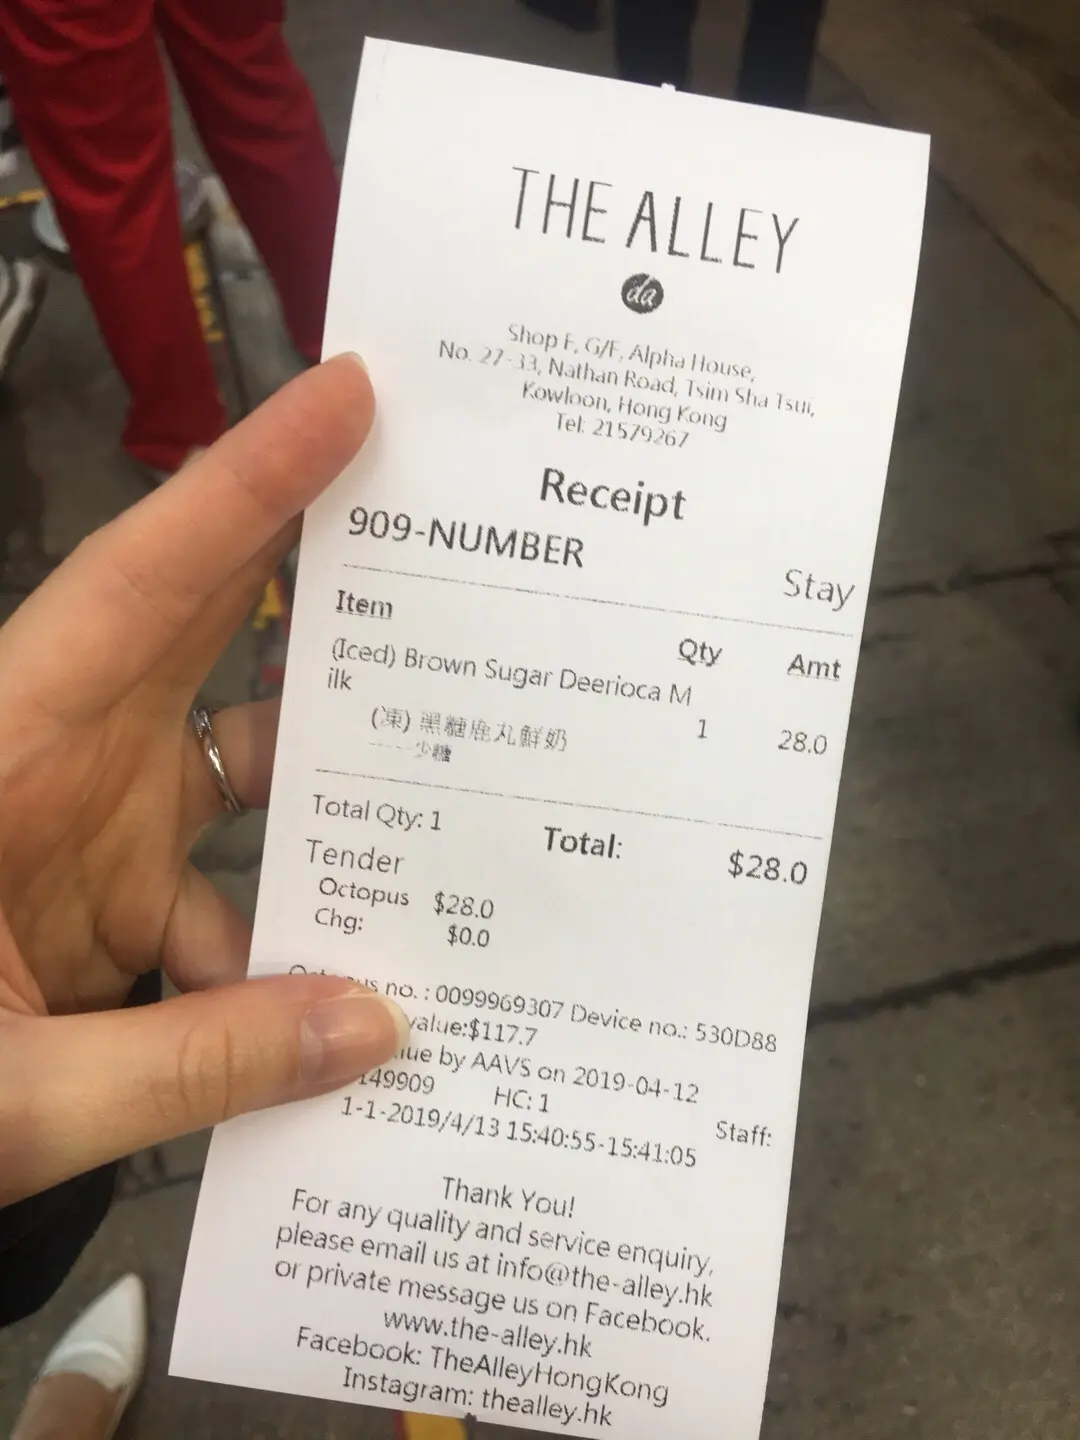 THE ALLEY
da
Shop F, G/F, Alpha House,
No. 27-33, Nathan Road, Tsim Sha Tsui,
Kowloon, Hong Kong
Tel: 21579267
Receipt
909-NUMBER
Stay
Item Qty Amt
(Iced) Brown Sugar Deerioca M
ilk 1 28.0
(凍) 黑糖鹿丸鮮奶
-----少糖
Total Qty: 1 Total: $28.0
Tender
Octopus $28.0
Chg: $0.0
Octopus no. : 0099969307 Device no.: 530D88
value:$117.7
by AAVS on 2019-04-12
149909 HC: 1 Staff:
1-1-2019/4/13 15:40:55-15:41:05
Thank You!
For any quality and service enquiry,
please email us at info@the-alley.hk
or private message us on Facebook.
www.the-alley.hk
Facebook: TheAlleyHongKong
Instagram: thealley.hk